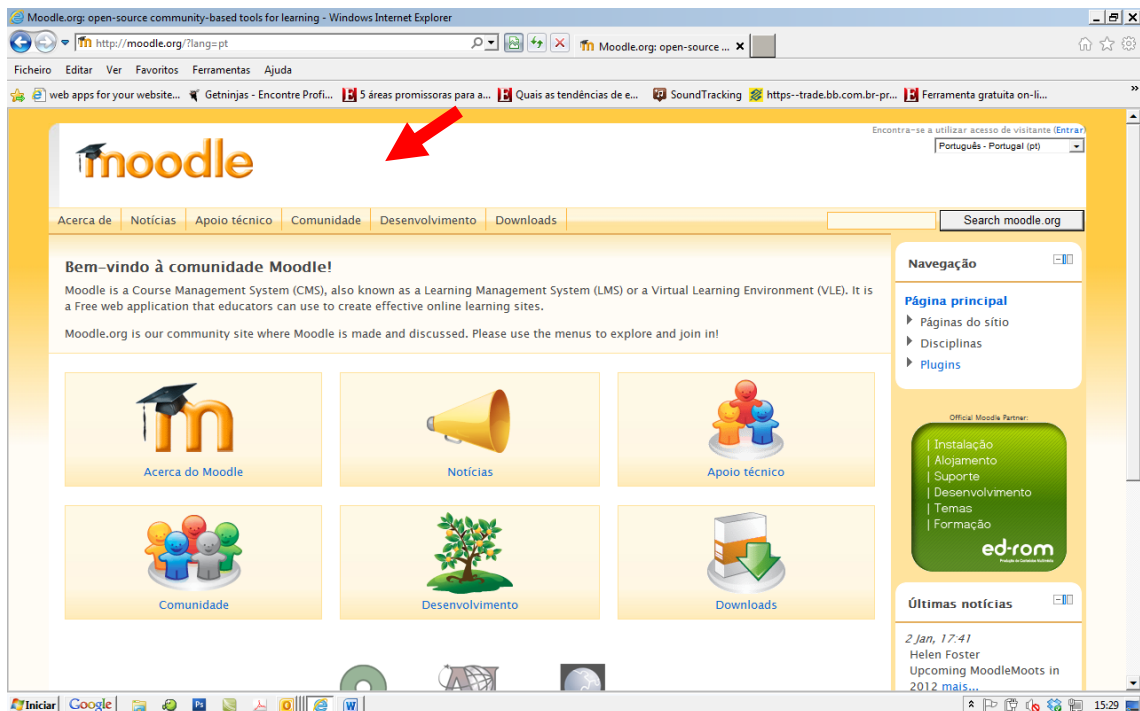 Moodle.org: open-source community-based tools for learning - Windows Internet Explorer
http://moodle.org/?lang=pt
Moodle.org: open-source ...
Ficheiro Editar Ver Favoritos Ferramentas Ajuda
web apps for your website... Getninjas - Encontre Profi... 5 áreas promissoras para a... Quais as tendências de e... SoundTracking https--trade.bb.com.br-pr... Ferramenta gratuita on-li...
Encontra-se a utilizar acesso de visitante (Entrar)
Português - Portugal (pt)
moodle
Acerca de Notícias Apoio técnico Comunidade Desenvolvimento Downloads
Search moodle.org
Bem-vindo à comunidade Moodle!
Moodle is a Course Management System (CMS), also known as a Learning Management System (LMS) or a Virtual Learning Environment (VLE). It is
a Free web application that educators can use to create effective online learning sites.
Moodle.org is our community site where Moodle is made and discussed. Please use the menus to explore and join in!
Acerca do Moodle
Notícias
Apoio técnico
Comunidade
Desenvolvimento
Downloads
Navegação
Página principal
Páginas do sítio
Disciplinas
Plugins
Official Moodle Partner:
| Instalação
| Alojamento
| Suporte
| Desenvolvimento
| Temas
| Formação
ed-rom
Produção de Conteúdos Multimédia
Últimas notícias
2 Jan, 17:41
Helen Foster
Upcoming MoodleMoots in
2012 mais...
Iniciar Google
15:29